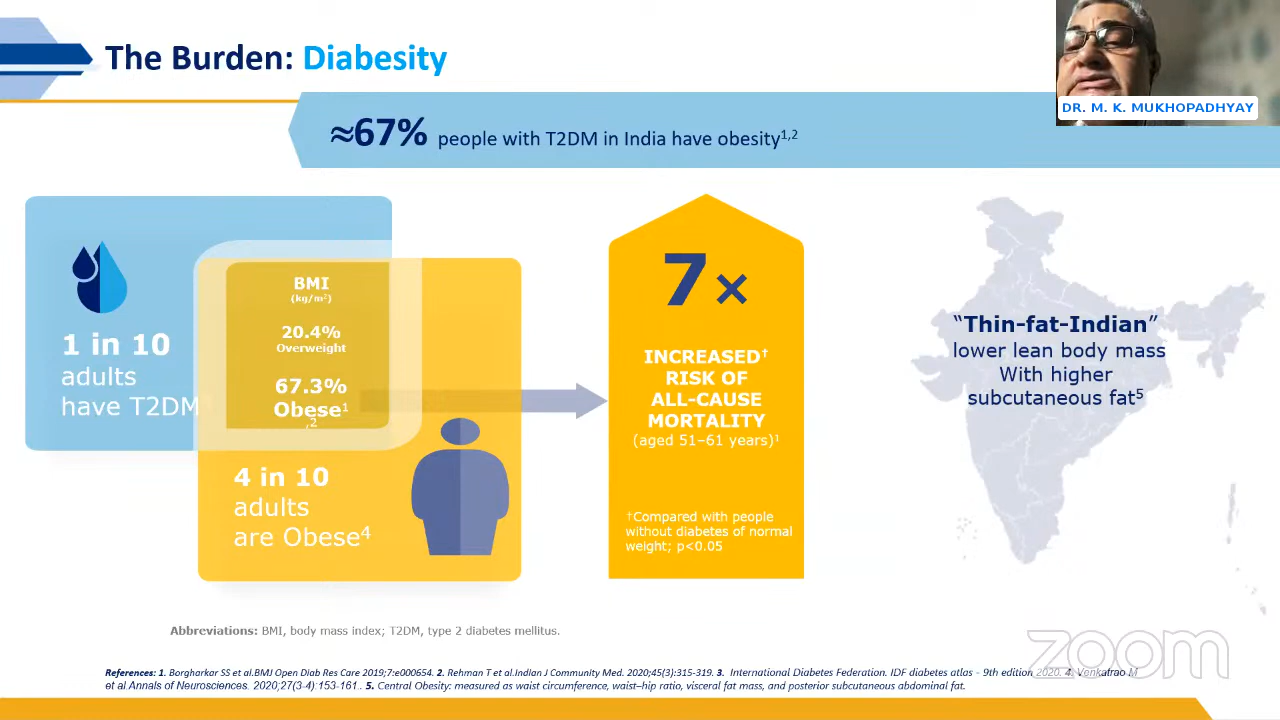 The Burden: Diabesity
DR. M. K. MUKHOPADHYAY
≈67% people with T2DM in India have obesity1,2
1 in 10
adults
have T2DM3
BMI
(kg/m2)
20.4%
Overweight
67.3%
Obese1
,2
4 in 10
adults
are Obese4
7×
INCREASED†
RISK OF
ALL-CAUSE
MORTALITY
(aged 51–61 years)1
†Compared with people
without diabetes of normal
weight; p<0.05
“Thin-fat-Indian”
lower lean body mass
With higher
subcutaneous fat5
Abbreviations: BMI, body mass index; T2DM, type 2 diabetes mellitus.
zoom
References: 1. Borgharkar SS et al.BMJ Open Diab Res Care 2019;7:e000654. 2. Rehman T et al.Indian J Community Med. 2020;45(3):315-319. 3. International Diabetes Federation. IDF diabetes atlas - 9th edition 2020. 4. Venkatrao M
et al.Annals of Neurosciences. 2020;27(3-4):153-161.. 5. Central Obesity: measured as waist circumference, waist–hip ratio, visceral fat mass, and posterior subcutaneous abdominal fat.